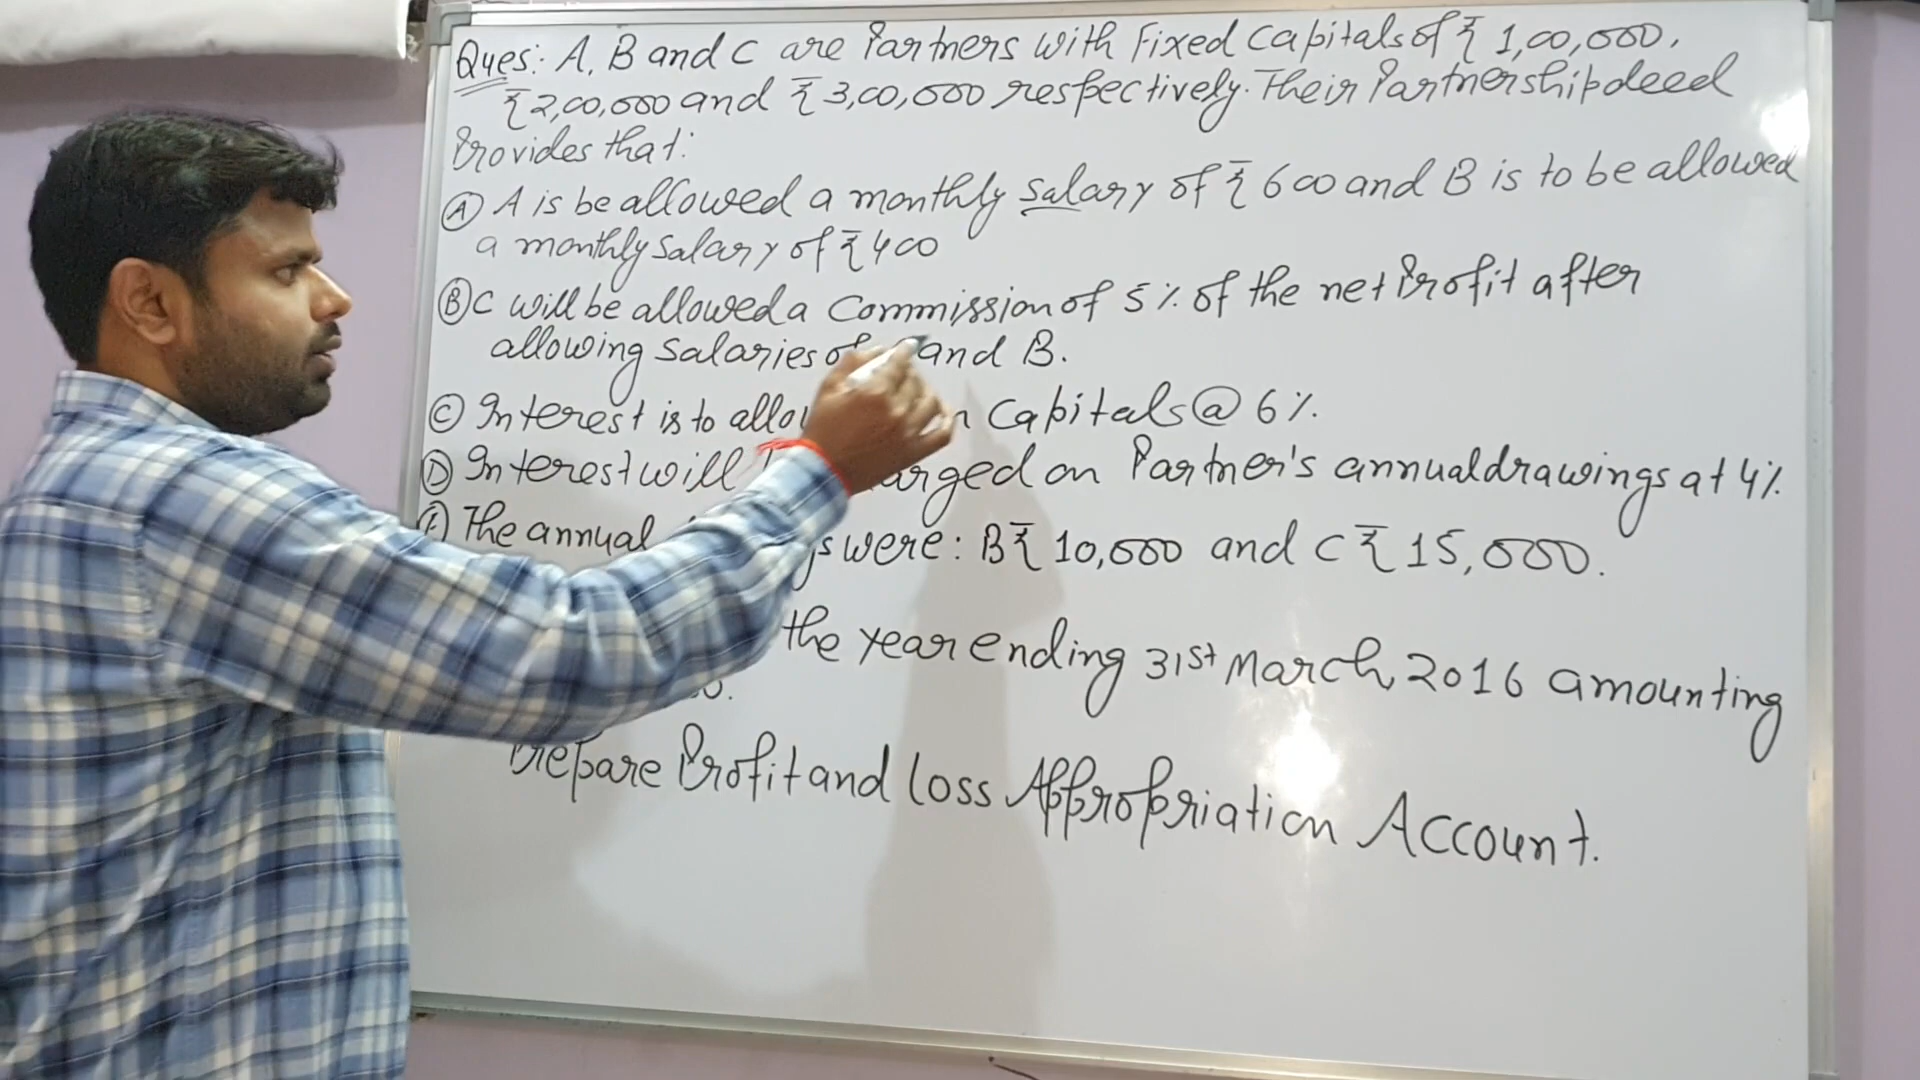 Ques: A, B and C are Partners with Fixed Capitals of ₹ 1,00,000,
₹ 2,00,000 and ₹ 3,00,000 respectively. Their Partnership deed
Provides that:
(A) A is be allowed a monthly Salary of ₹ 600 and B is to be allowed
a monthly Salary of ₹ 400
(B) C will be allowed a Commission of 5% of the net Profit after
allowing Salaries of and B.
(C) Interest is to Capitals @ 6%.
(D) Interest will on Partner's annual drawings at 4%.
The annual were: B ₹ 10,000 and C ₹ 15,000.
the year ending 31st March, 2016 amounting
Prepare Profit and Loss Appropriation Account.